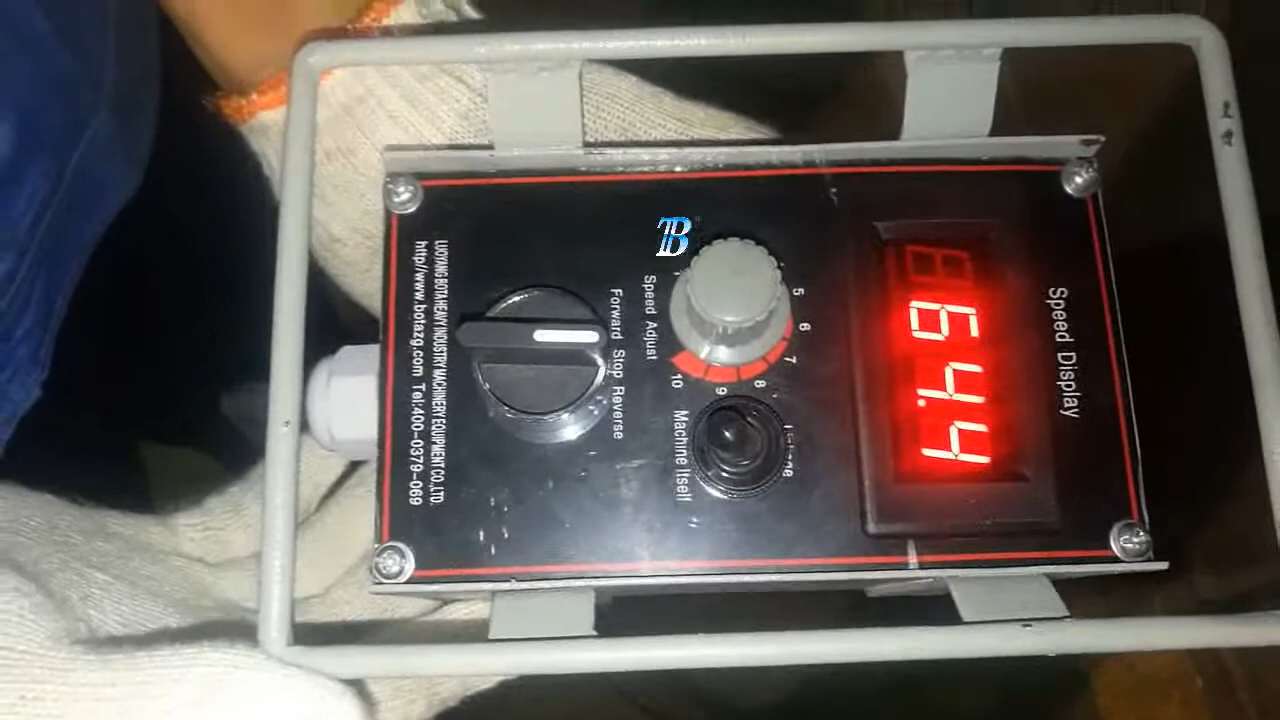 Speed Display
64.4
5
6
7
8
9
10
B
Speed Adjust
Machine Itself
Forward Stop Reverse
LUOYANG BOTA HEAVY INDUSTRY MACHINERY EQUIPMENT CO.,LTD.
http//www.botazg.com Tel:400-0379-069